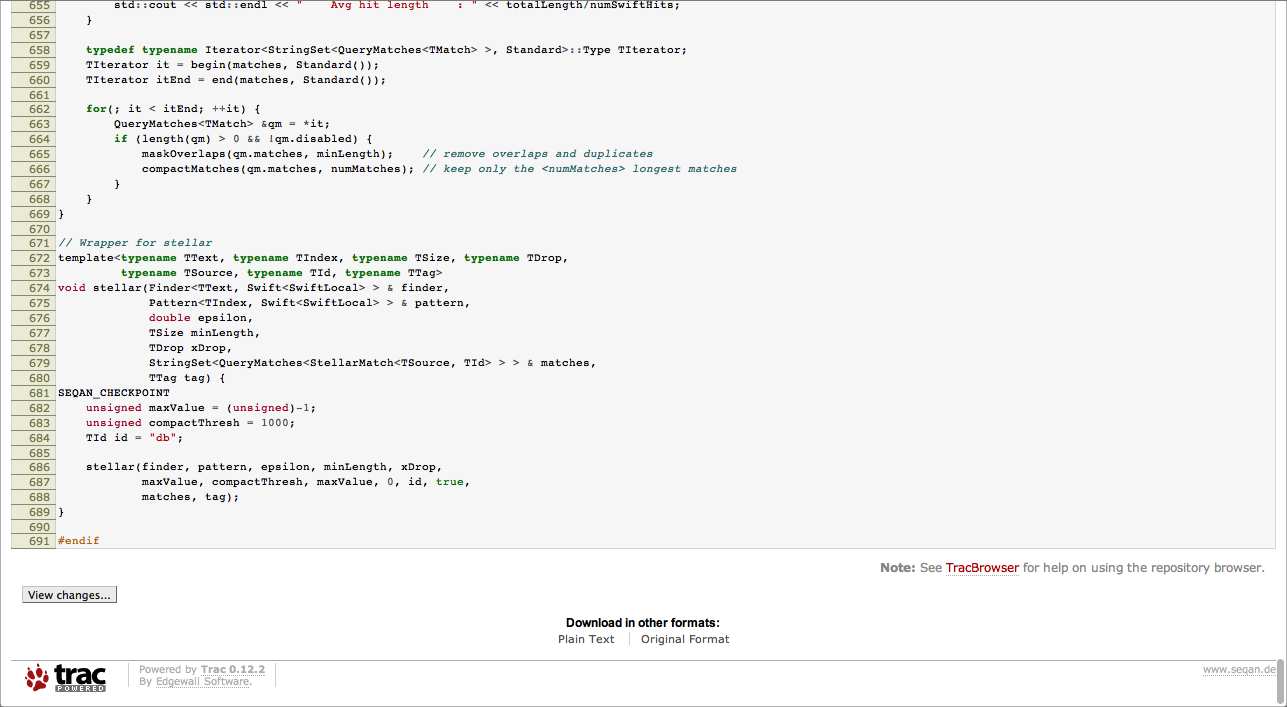 655         std::cout << std::endl << "    Avg hit length    : " << totalLength/numSwiftHits;
656     }
657
658     typedef typename Iterator<StringSet<QueryMatches<TMatch> >, Standard>::Type TIterator;
659     TIterator it = begin(matches, Standard());
660     TIterator itEnd = end(matches, Standard());
661
662     for(; it < itEnd; ++it) {
663         QueryMatches<TMatch> &qm = *it;
664         if (length(qm) > 0 && !qm.disabled) {
665             maskOverlaps(qm.matches, minLength);    // remove overlaps and duplicates
666             compactMatches(qm.matches, numMatches); // keep only the <numMatches> longest matches
667         }
668     }
669 }
670
671 // Wrapper for stellar
672 template<typename TText, typename TIndex, typename TSize, typename TDrop,
673          typename TSource, typename TId, typename TTag>
674 void stellar(Finder<TText, Swift<SwiftLocal> > & finder,
675              Pattern<TIndex, Swift<SwiftLocal> > & pattern,
676              double epsilon,
677              TSize minLength,
678              TDrop xDrop,
679              StringSet<QueryMatches<StellarMatch<TSource, TId> > > & matches,
680              TTag tag) {
681 SEQAN_CHECKPOINT
682     unsigned maxValue = (unsigned)-1;
683     unsigned compactThresh = 1000;
684     TId id = "db";
685
686     stellar(finder, pattern, epsilon, minLength, xDrop,
687             maxValue, compactThresh, maxValue, 0, id, true,
688             matches, tag);
689 }
690
691 #endif
Note: See TracBrowser for help on using the repository browser.
View changes...
Download in other formats:
Plain Text
Original Format
trac
POWERED
Powered by Trac 0.12.2
By Edgewall Software.
www.seqan.de